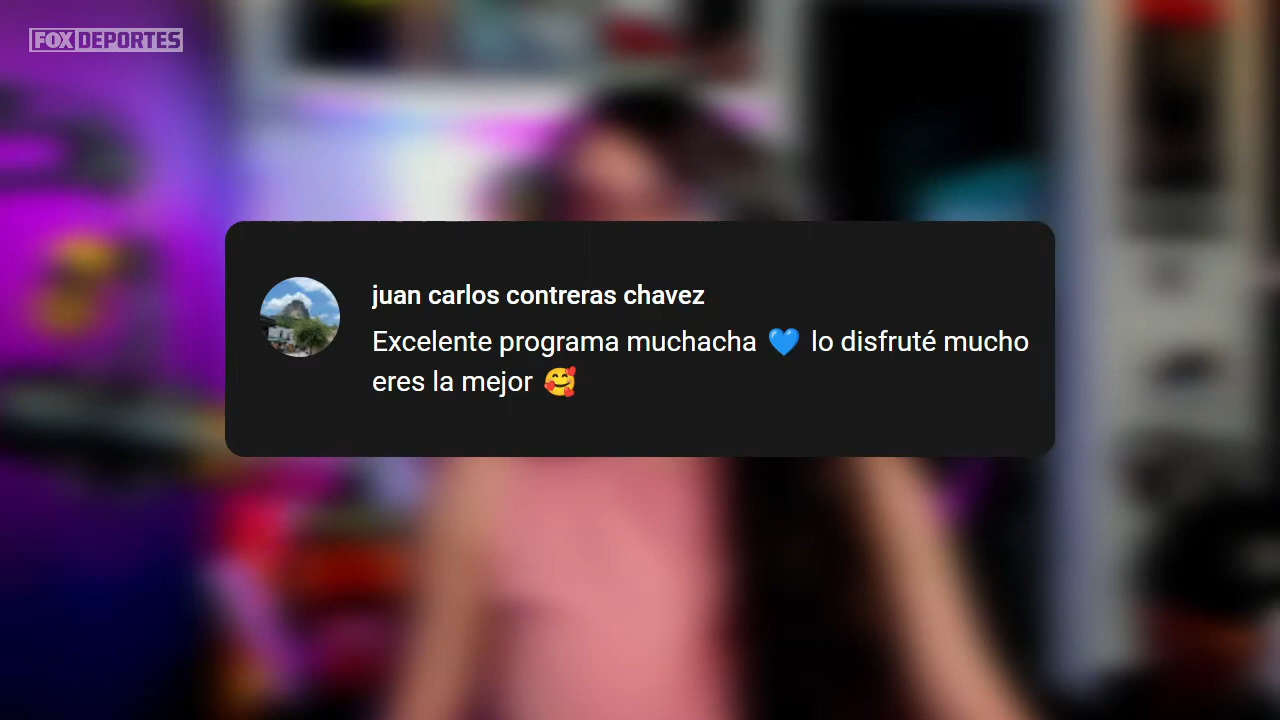 FOX DEPORTES
juan carlos contreras chavez
Excelente programa muchacha 💙 lo disfruté mucho
eres la mejor 🥰